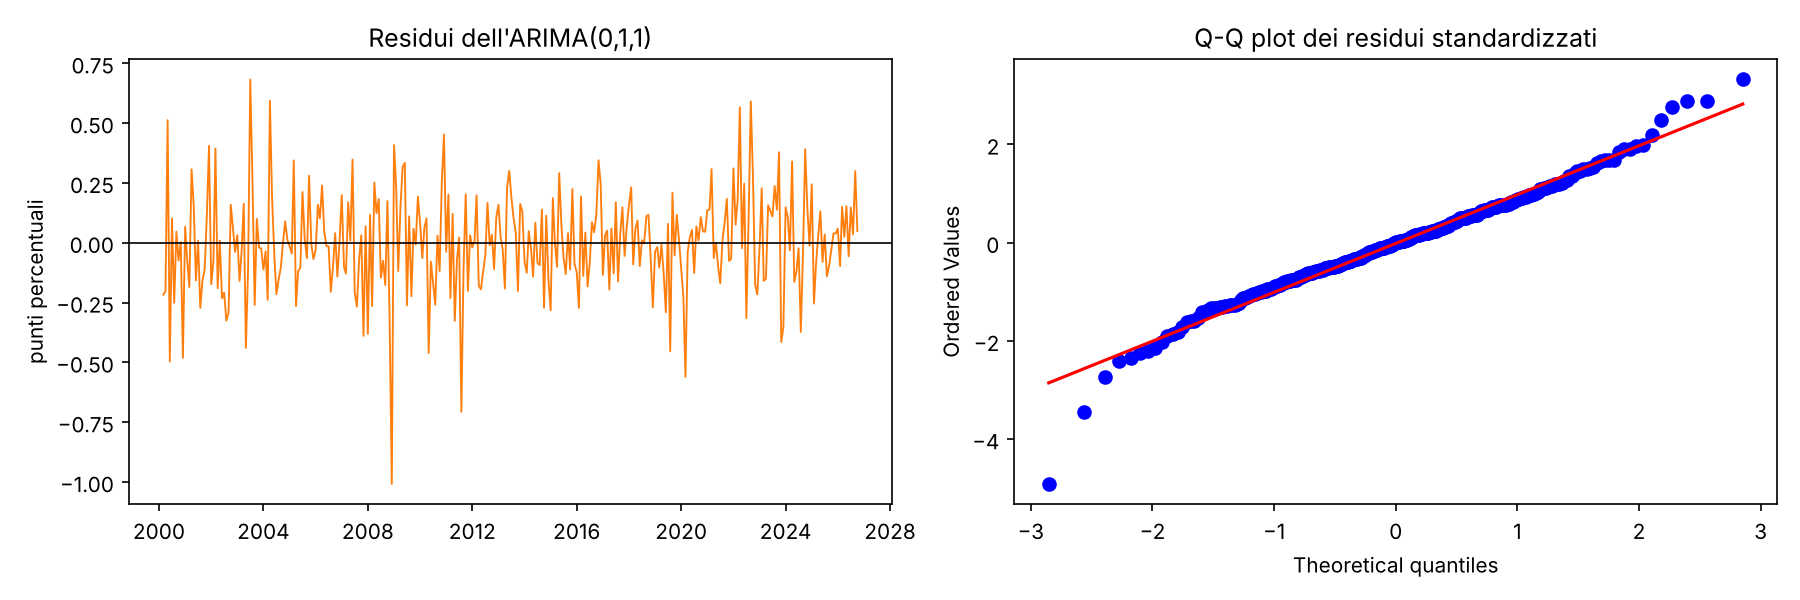 Residui dell'ARIMA(0,1,1)
punti percentuali
0.75
0.50
0.25
0.00
−0.25
−0.50
−0.75
−1.00
2000 2004 2008 2012 2016 2020 2024 2028
Q-Q plot dei residui standardizzati
Ordered Values
2
0
−2
−4
−3 −2 −1 0 1 2 3
Theoretical quantiles